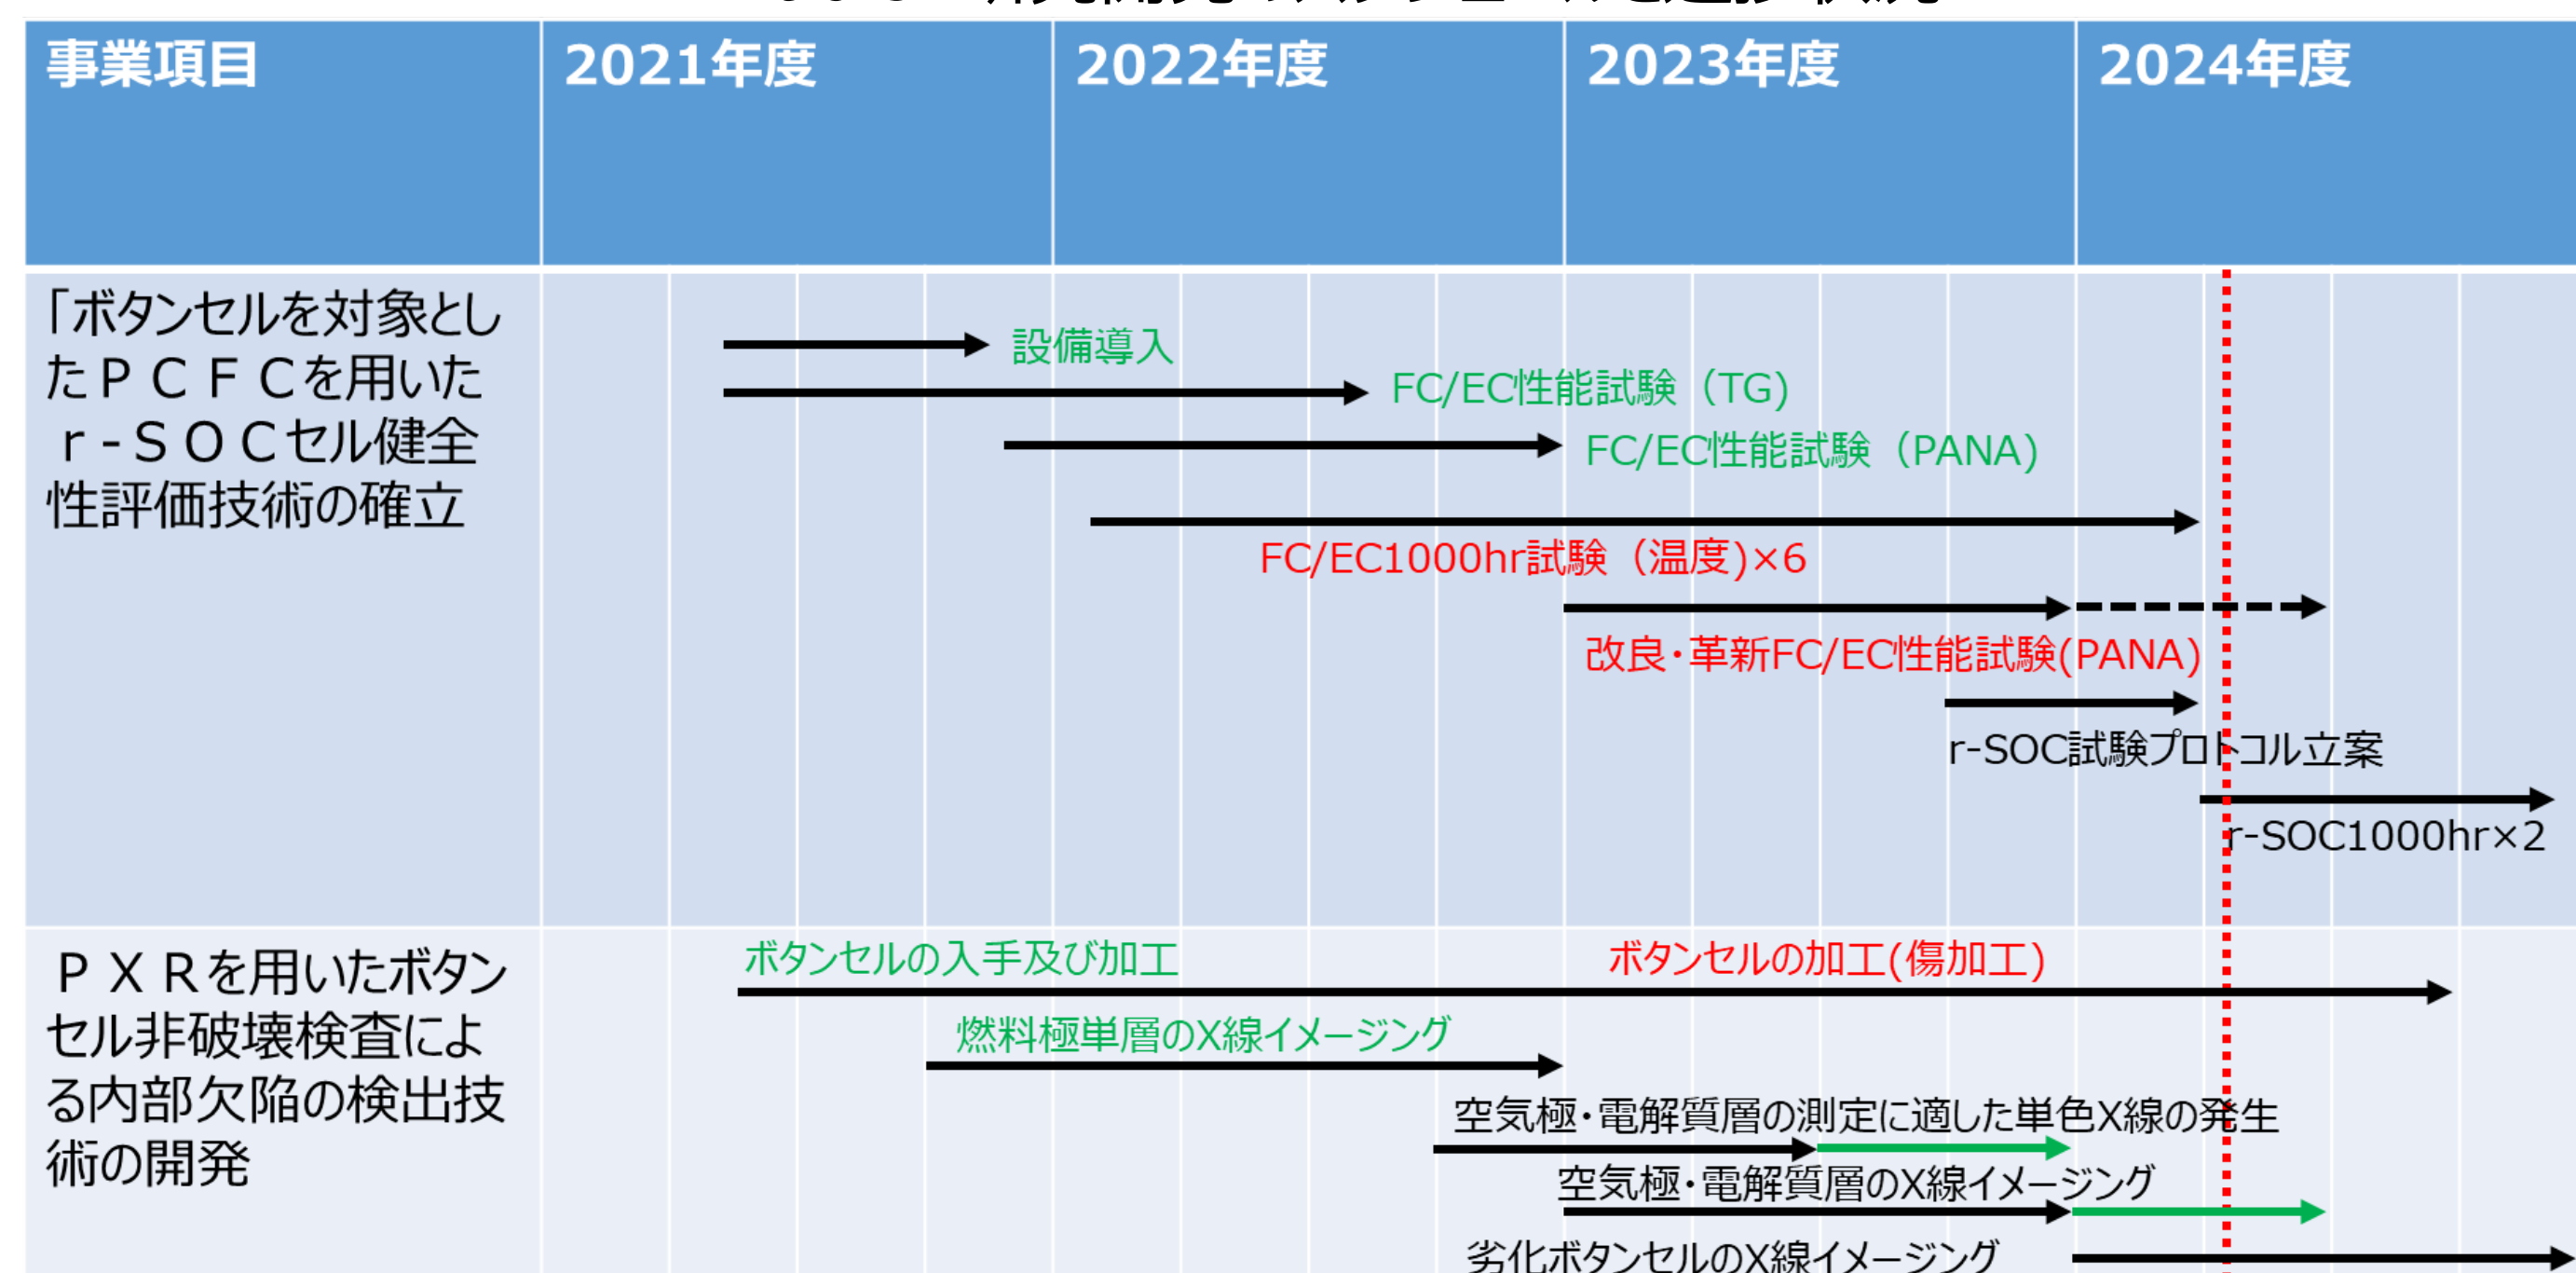 事業項目
2021年度
2022年度
2023年度
2024年度
「ボタンセルを対象とし
たＰＣＦＣを用いた
ｒ-ＳＯＣセル健全
性評価技術の確立
設備導入
FC/EC性能試験（TG)
FC/EC性能試験（PANA)
FC/EC1000hr試験（温度)×6
改良・革新FC/EC性能試験(PANA)
r-SOC試験プロトコル立案
r-SOC1000hr×2
ＰＸＲを用いたボタン
セル非破壊検査によ
る内部欠陥の検出技
術の開発
ボタンセルの入手及び加工
ボタンセルの加工(傷加工)
燃料極単層のX線イメージング
空気極・電解質層の測定に適した単色X線の発生
空気極・電解質層のX線イメージング
劣化ボタンセルのX線イメージング